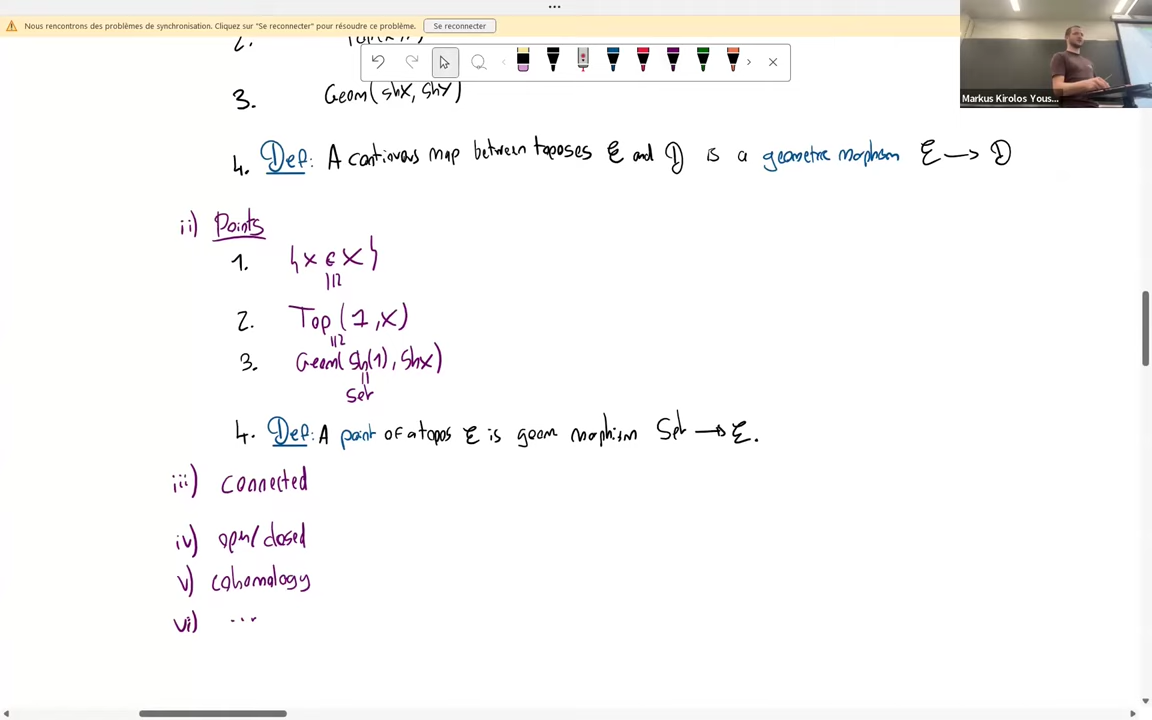 Nous rencontrons des problèmes de synchronisation. Cliquez sur "Se reconnecter" pour résoudre ce problème. Se reconnecter
2.
3. Geom(ShX, ShY)
Markus Kirolos Yous...
4. Def: A continuous map between toposes ℰ and 𝒟 is a geometric morphism ℰ → 𝒟
ii) Points
1. {x ∈ X}
≅
2. Top(1, X)
≅
3. Geom(Sh(1), ShX)
=
Set
4. Def: A point of a topos ℰ is geom morphism Set → ℰ.
iii) connected
iv) open/closed
v) cohomology
vi) ...